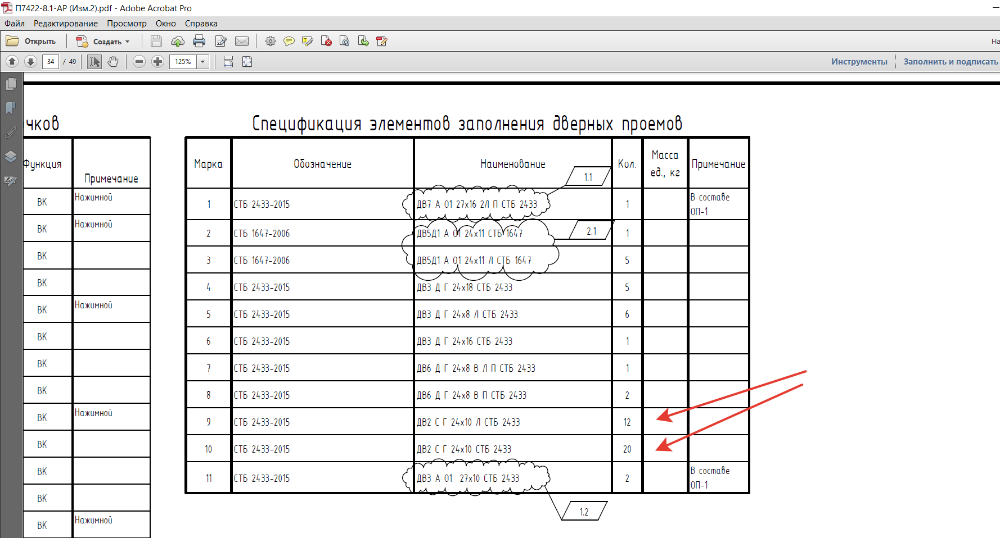 П7422-8.1-АР (Изм.2).pdf - Adobe Acrobat Pro
Файл Редактирование Просмотр Окно Справка
Открыть Создать
34 / 49 125% Инструменты Заполнить и подписать
Спецификация элементов заполнения дверных проемов
Функция Примечание
ВК Нажимной
ВК Нажимной
ВК
ВК
ВК Нажимной
ВК
ВК
ВК
ВК Нажимной
ВК
ВК
ВК
ВК Нажимной
Марка Обозначение Наименование Кол. Масса ед., кг Примечание
1.1
1 СТБ 2433-2015 ДВ7 А 01 27х16 2Л П СТБ 2433 1 В составе ОП-1
2.1
2 СТБ 1647-2006 ДВ5Д1 А 01 24х11 СТБ 1647 1
3 СТБ 1647-2006 ДВ5Д1 А 01 24х11 Л СТБ 1647 5
4 СТБ 2433-2015 ДВ3 Д Г 24х18 СТБ 2433 5
5 СТБ 2433-2015 ДВ3 Д Г 24х8 Л СТБ 2433 6
6 СТБ 2433-2015 ДВ3 Д Г 24х16 СТБ 2433 1
7 СТБ 2433-2015 ДВ6 Д Г 24х8 В Л П СТБ 2433 1
8 СТБ 2433-2015 ДВ6 Д Г 24х8 В П СТБ 2433 2
9 СТБ 2433-2015 ДВ2 С Г 24х10 Л СТБ 2433 12
10 СТБ 2433-2015 ДВ2 С Г 24х10 СТБ 2433 20
11 СТБ 2433-2015 ДВ3 А 01 27х10 СТБ 2433 2 В составе ОП-1
1.2